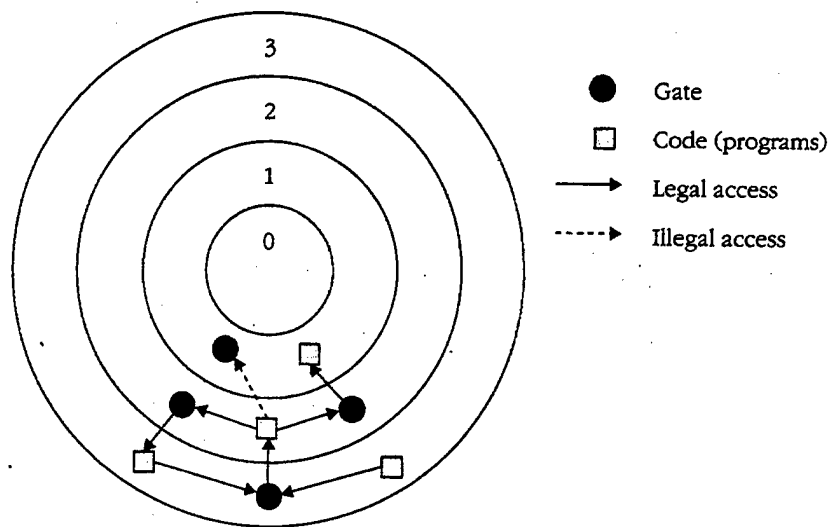 3
2
1
0
Gate
Code (programs)
Legal access
Illegal access